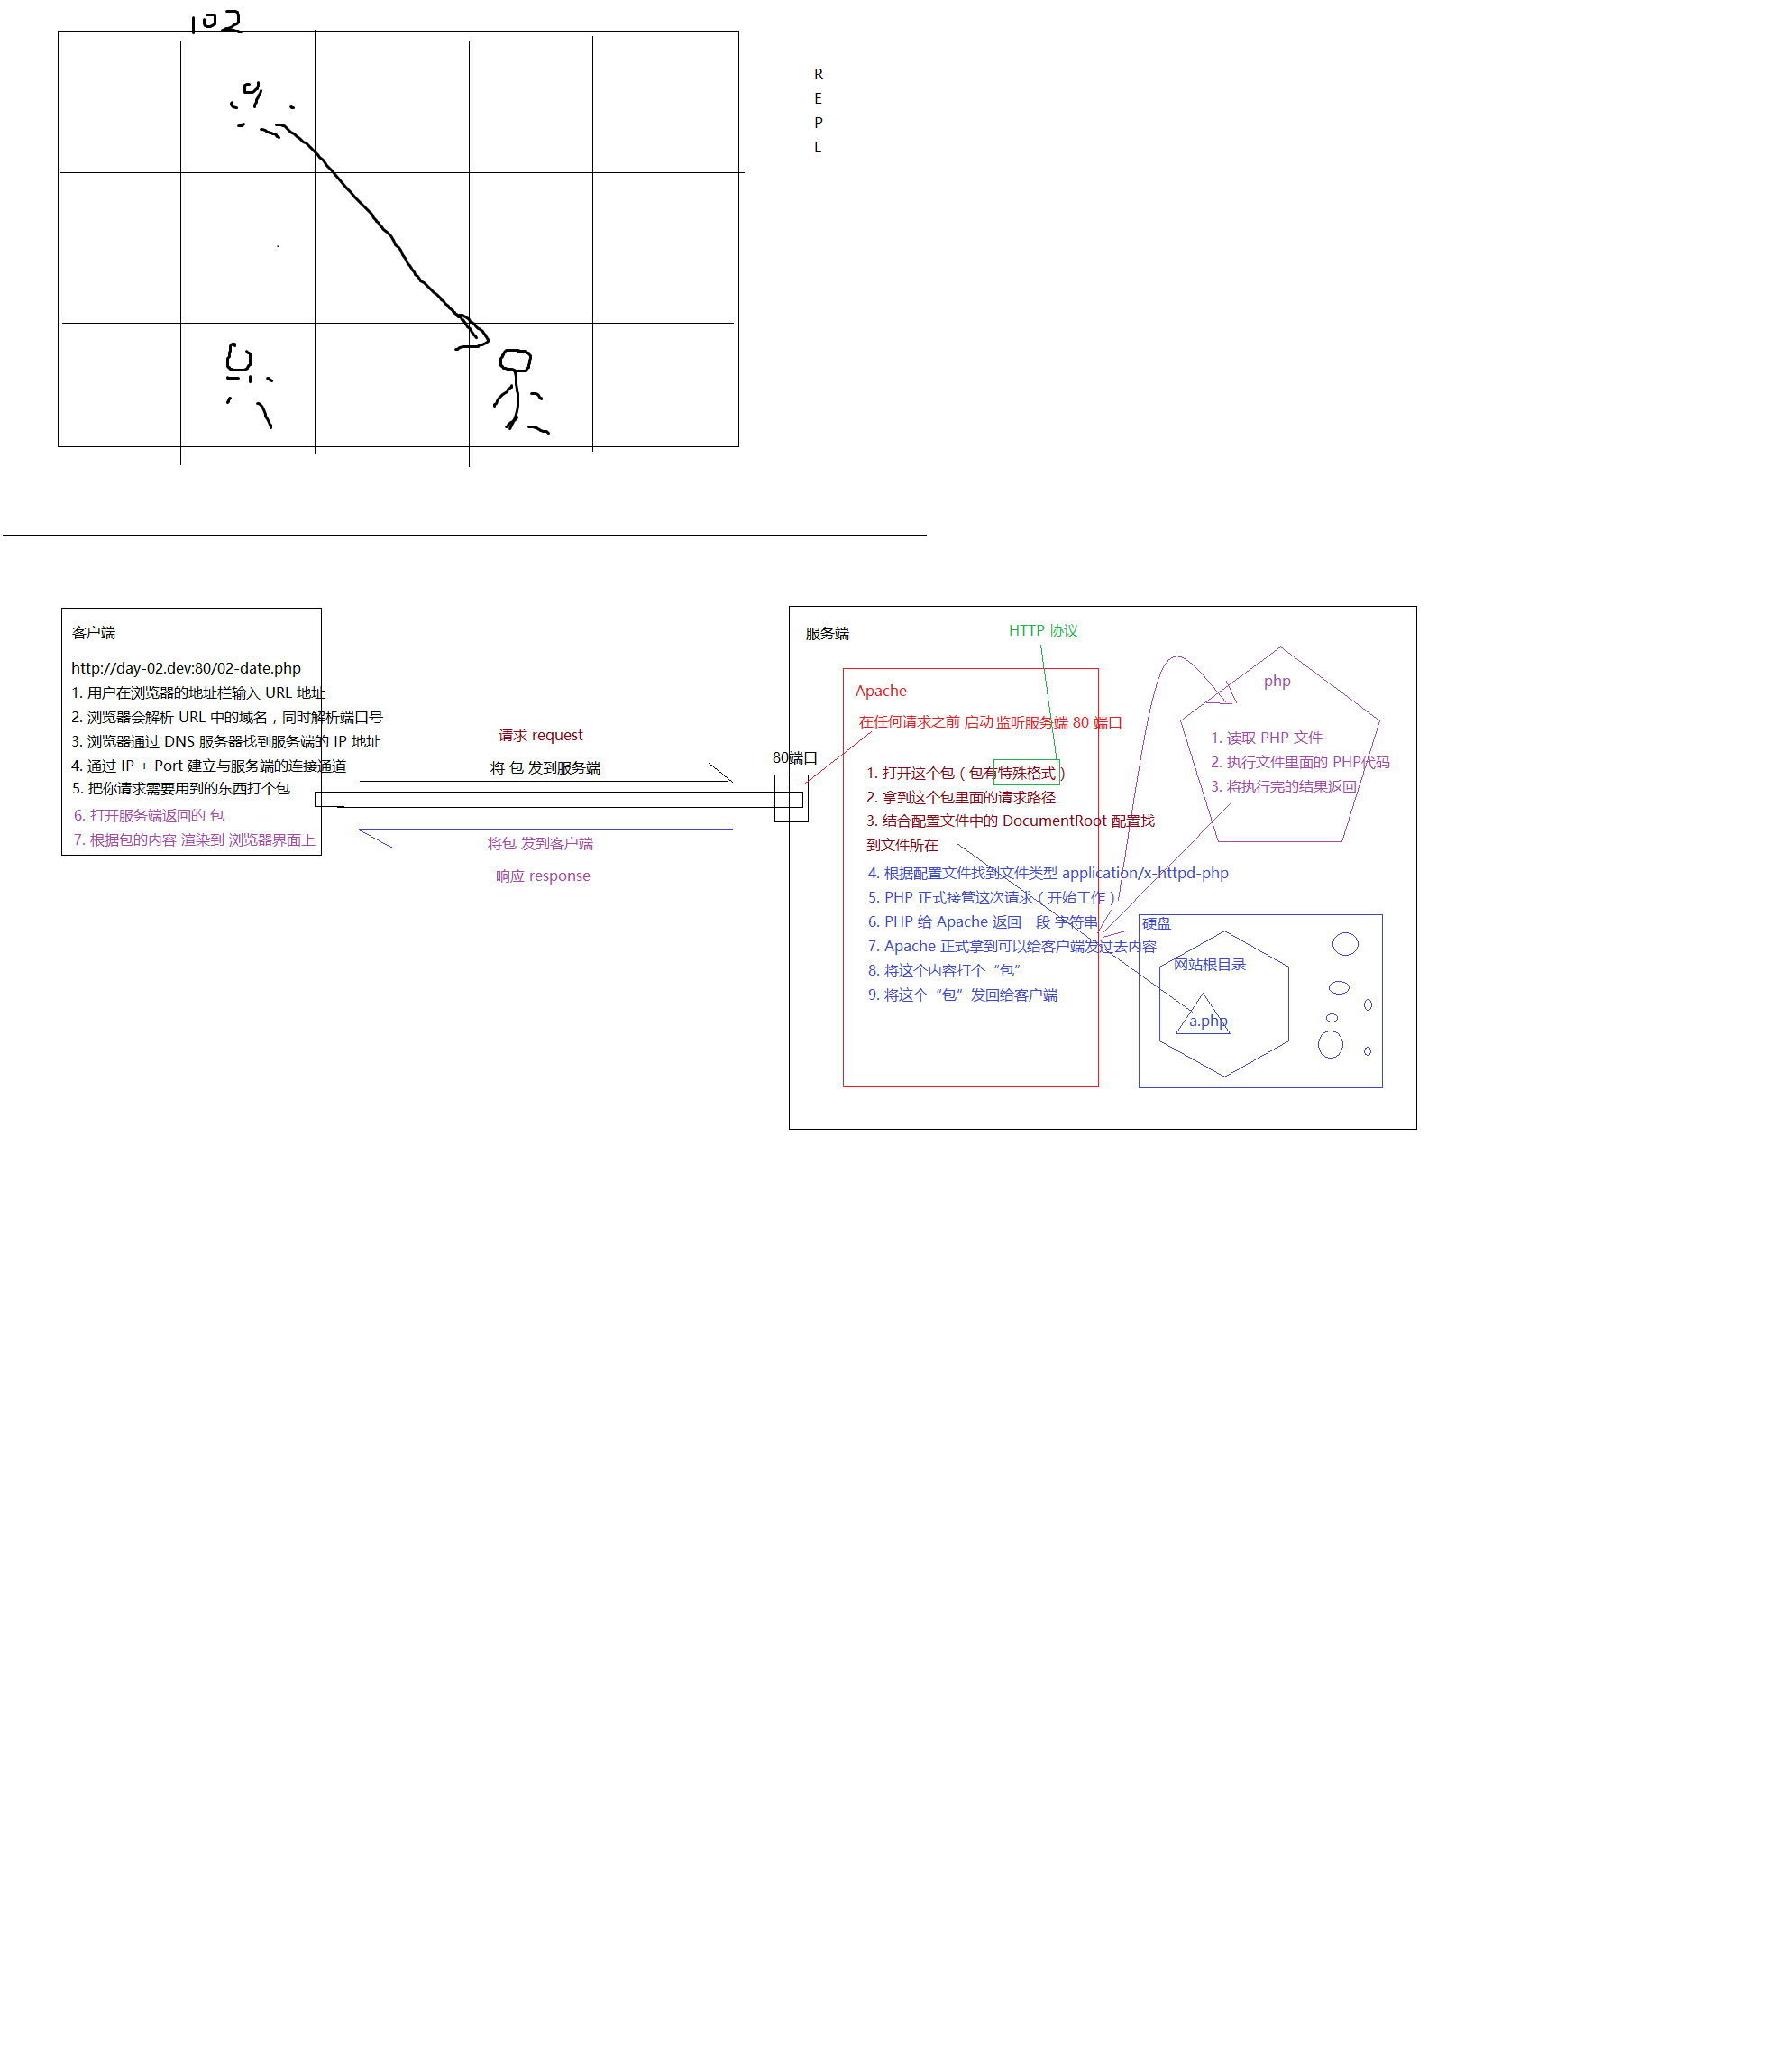 102
R
E
P
L
客户端
http://day-02.dev:80/02-date.php
1. 用户在浏览器的地址栏输入 URL 地址
2. 浏览器会解析 URL 中的域名，同时解析端口号
3. 浏览器通过 DNS 服务器找到服务端的 IP 地址
4. 通过 IP + Port 建立与服务端的连接通道
5. 把你请求需要用到的东西打个包
6. 打开服务端返回的 包
7. 根据包的内容 渲染到 浏览器界面上
请求 request
将 包 发到服务端
将包 发到客户端
响应 response
80端口
服务端
HTTP 协议
Apache
在任何请求之前 启动 监听服务端 80 端口
1. 打开这个包（包有特殊格式）
2. 拿到这个包里面的请求路径
3. 结合配置文件中的 DocumentRoot 配置找
到文件所在
4. 根据配置文件找到文件类型 application/x-httpd-php
5. PHP 正式接管这次请求（开始工作）
6. PHP 给 Apache 返回一段 字符串
7. Apache 正式拿到可以给客户端发过去内容
8. 将这个内容打个“包”
9. 将这个“包”发回给客户端
php
1. 读取 PHP 文件
2. 执行文件里面的 PHP代码
3. 将执行完的结果返回
硬盘
网站根目录
a.php